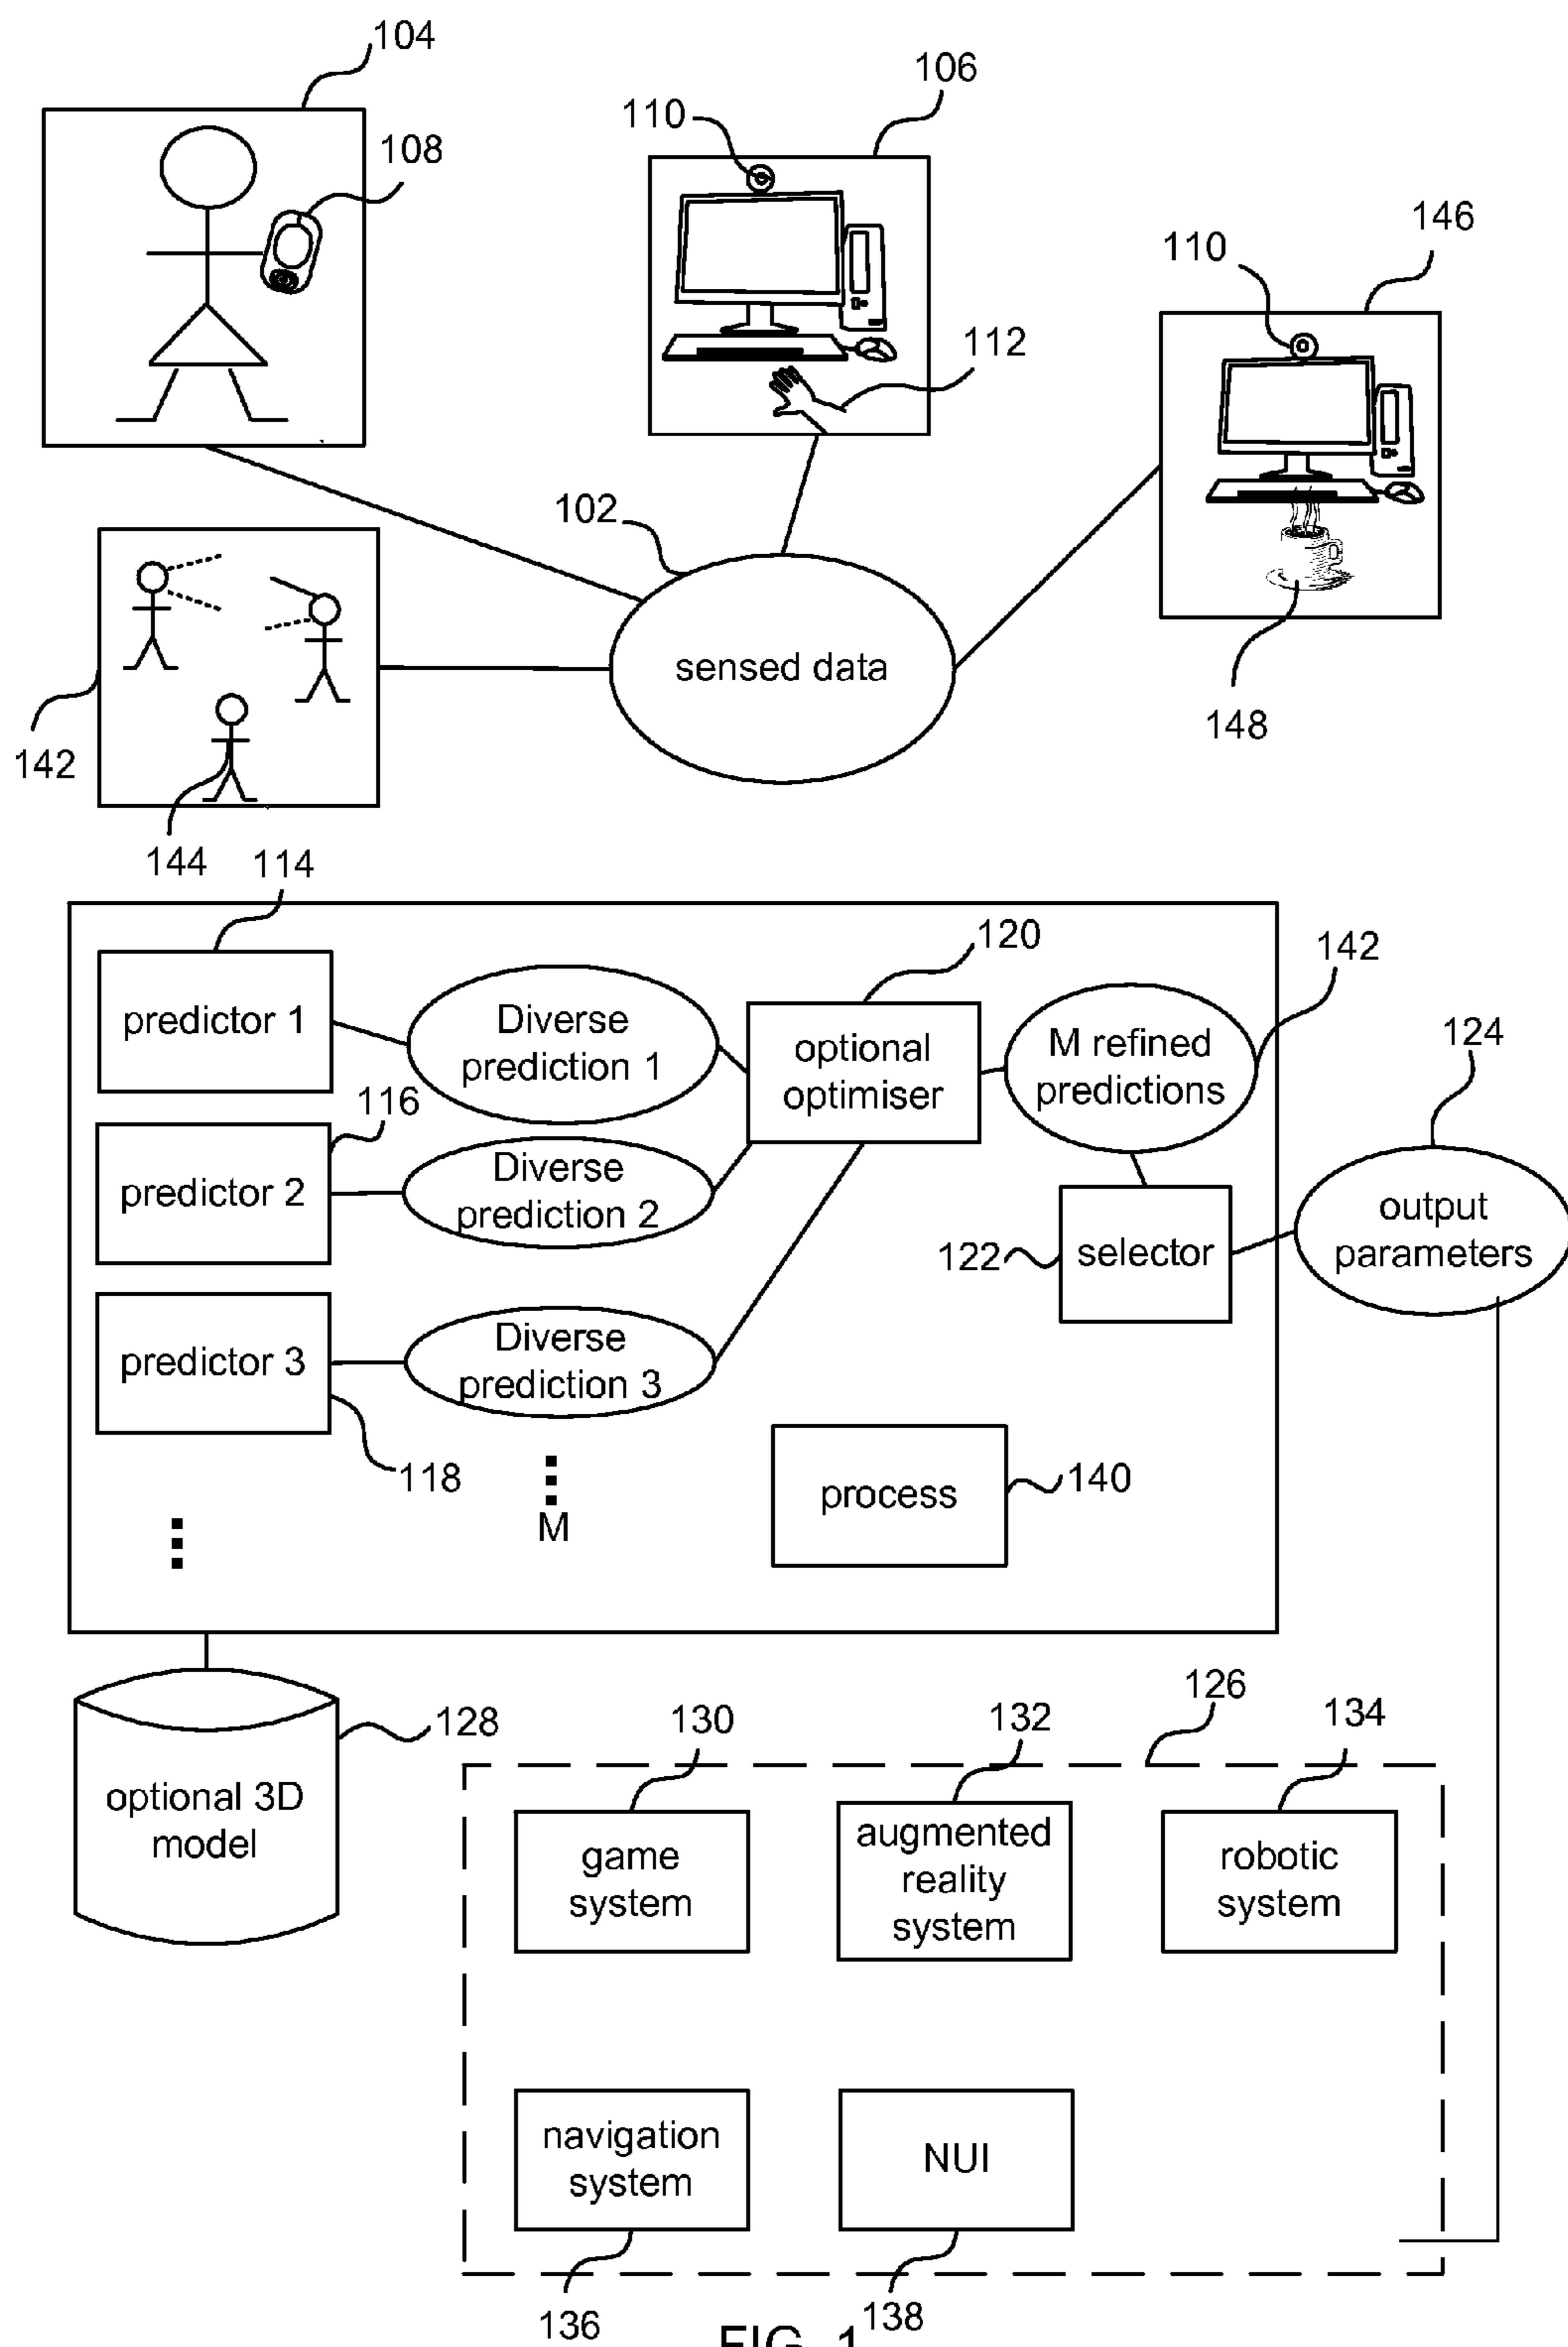 104
106
110
108
146
110
112
102
sensed data
148
142
144
114
120
142
predictor 1
Diverse
prediction 1
optional
optimiser
M refined
predictions
124
116
predictor 2
Diverse
prediction 2
122
selector
output
parameters
predictor 3
Diverse
prediction 3
118
M
process
140
126
128
130
132
134
optional 3D
model
game
system
augmented
reality
system
robotic
system
navigation
system
NUI
136
138
FIG. 1